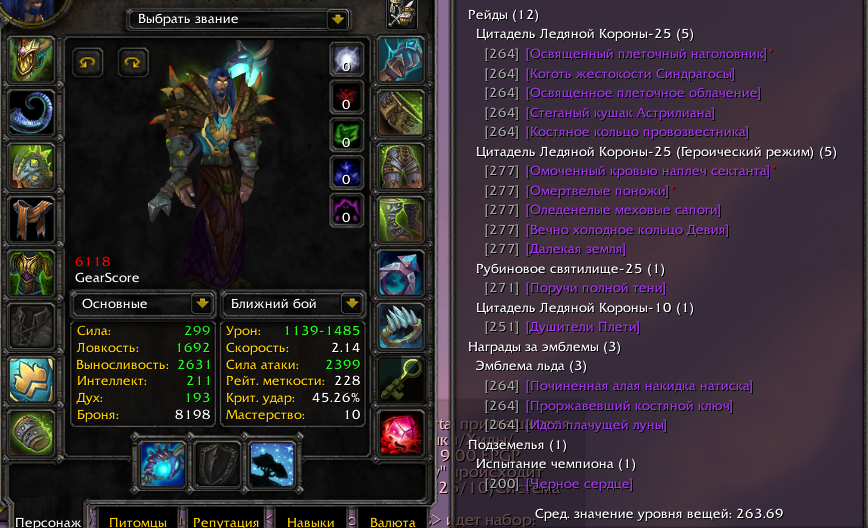 Выбрать звание
0
0
0
0
0
6118
GearScore
Основные
Ближний бой
Сила: 299
Ловкость: 1692
Выносливость: 2631
Интеллект: 211
Дух: 193
Броня: 8198
Урон: 1139-1485
Скорость: 2.14
Сила атаки: 2399
Рейт. меткости: 228
Крит. удар: 45.26%
Мастерство: 10
Персонаж
Питомцы
Репутация
Навыки
Валюта
Рейды (12)
Цитадель Ледяной Короны-25 (5)
[264] [Освященный плеточный наголовник]*
[264] [Коготь жестокости Синдрагосы]
[264] [Освященное плеточное облачение]
[264] [Стеганый кушак Астрилиана]
[264] [Костяное кольцо провозвестника]
Цитадель Ледяной Короны-25 (Героический режим) (5)
[277] [Омоченный кровью наплеч сектанта]*
[277] [Омертвелые поножи]*
[277] [Оледенелые меховые сапоги]
[277] [Вечно холодное кольцо Девия]
[277] [Далекая земля]
Рубиновое святилище-25 (1)
[271] [Поручи полной тени]
Цитадель Ледяной Короны-10 (1)
[251] [Душители Плети]
Награды за эмблемы (3)
Эмблема льда (3)
[264] [Починенная алая накидка натиска]
[264] [Проржавевший костяной ключ]
[264] [Идол плачущей луны]
Подземелья (1)
Испытание чемпиона (1)
[200] [Черное сердце]
Сред. значение уровня вещей: 263.69
идет набор: